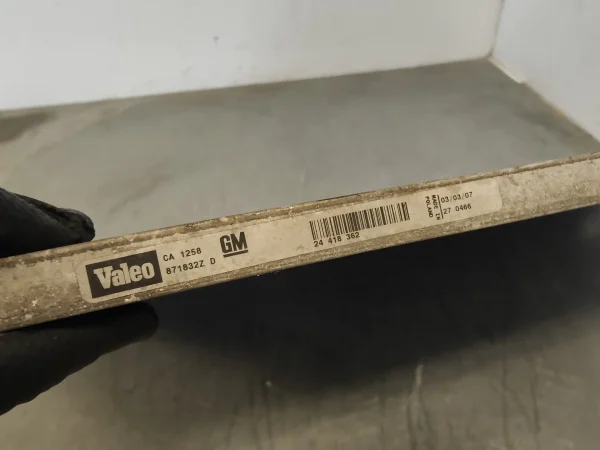 Valeo
CA 1258
871832Z D
GM
24 418 362
MADE IN
POLAND
03/03/07
27 0466